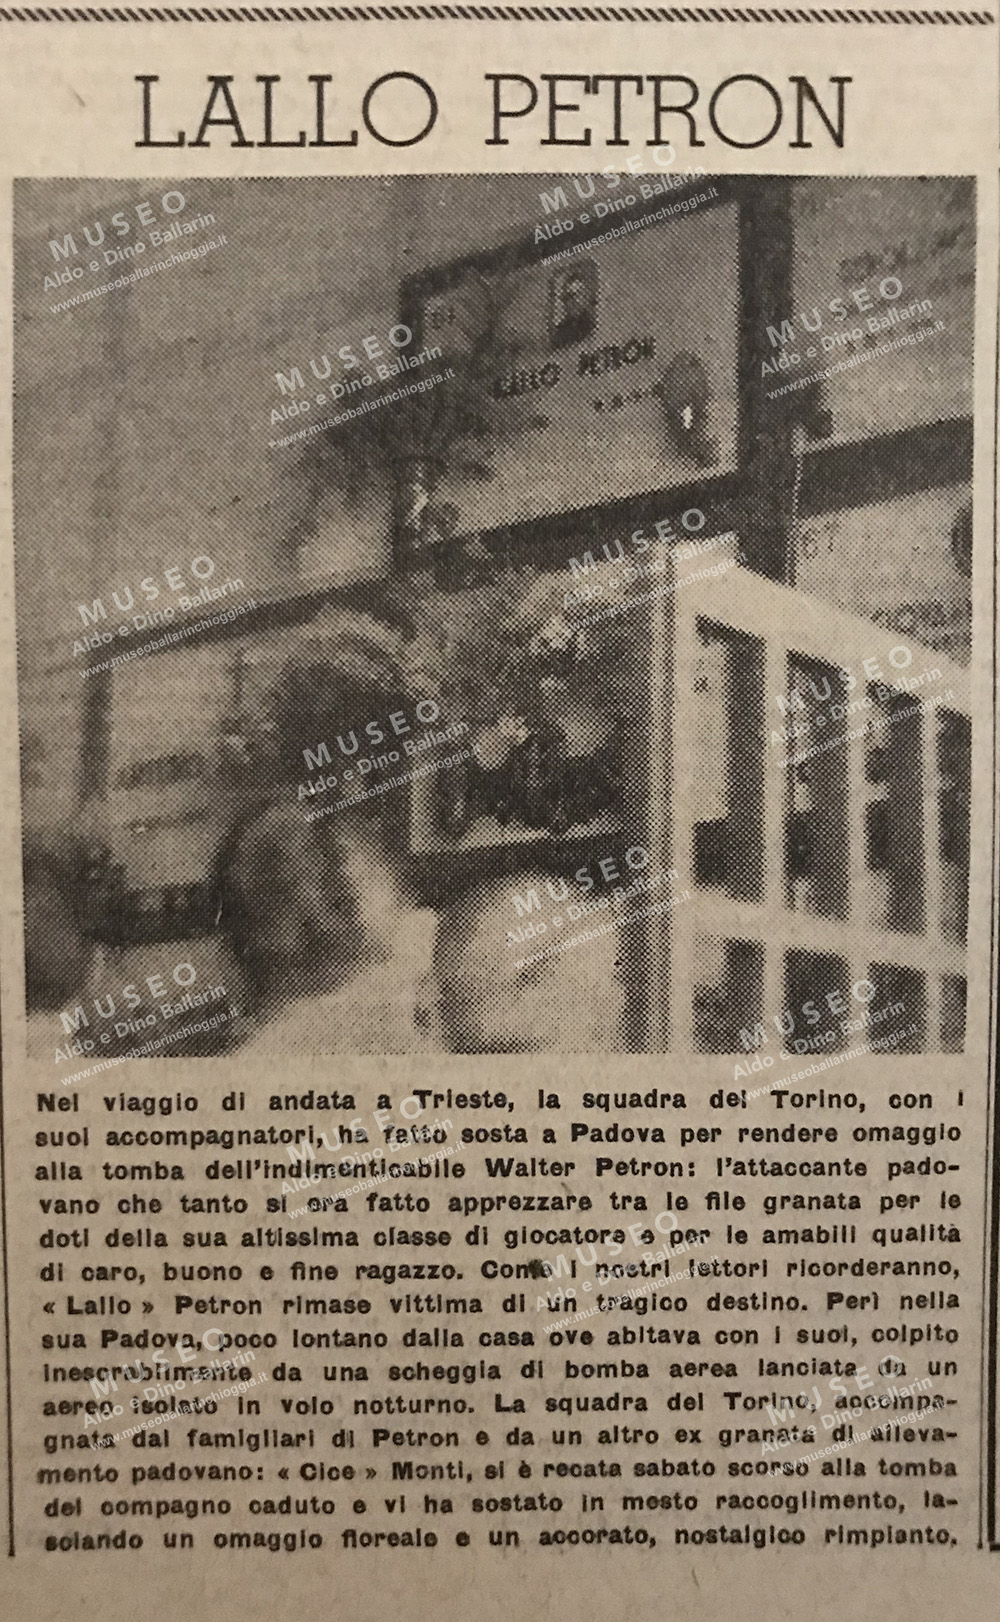 LALLO PETRON
LALLO PETRON
Nel viaggio di andata a Trieste, la squadra del Torino, con i
suoi accompagnatori, ha fatto sosta a Padova per rendere omaggio
alla tomba dell'indimenticabile Walter Petron: l'attaccante pado-
vano che tanto si era fatto apprezzare tra le file granata per le
doti della sua altissima classe di giocatore e per le amabili qualità
di caro, buono e fine ragazzo. Come i nostri lettori ricorderanno,
« Lallo » Petron rimase vittima di un tragico destino. Perì nella
sua Padova, poco lontano dalla casa ove abitava con i suoi, colpito
inesorabilmente da una scheggia di bomba aerea lanciata da un
aereo isolato in volo notturno. La squadra del Torino, accompa-
gnata dai famigliari di Petron e da un altro ex granata di alleva-
mento padovano: « Cice » Monti, si è recata sabato scorso alla tomba
del compagno caduto e vi ha sostato in mesto raccoglimento, la-
sciando un omaggio floreale e un accorato, nostalgico rimpianto.
MUSEO
Aldo e Dino Ballarin
www.museoballarinchioggia.it